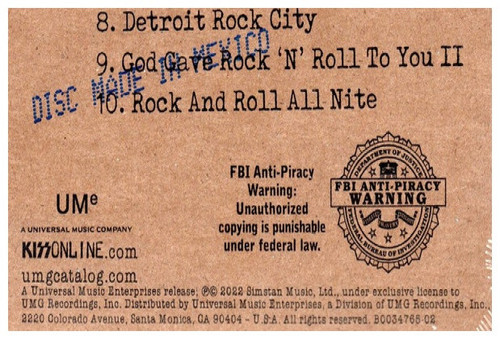 8. Detroit Rock City
9. God Gave Rock 'N' Roll To You II
DISC MADE IN MEXICO
10. Rock And Roll All Nite
FBI Anti-Piracy
Warning:
Unauthorized
copying is punishable
under federal law.
DEPARTMENT OF JUSTICE
FBI ANTI-PIRACY
WARNING
FEDERAL BUREAU OF INVESTIGATION
UMe
A UNIVERSAL MUSIC COMPANY
KISSONLINE.com
umgcatalog.com
A Universal Music Enterprises release; ℗© 2022 Simstan Music, Ltd., under exclusive license to
UMG Recordings, Inc. Distributed by Universal Music Enterprises, a Division of UMG Recordings, Inc.,
2220 Colorado Avenue, Santa Monica, CA 90404 - U.S.A. All rights reserved. B0034766-02